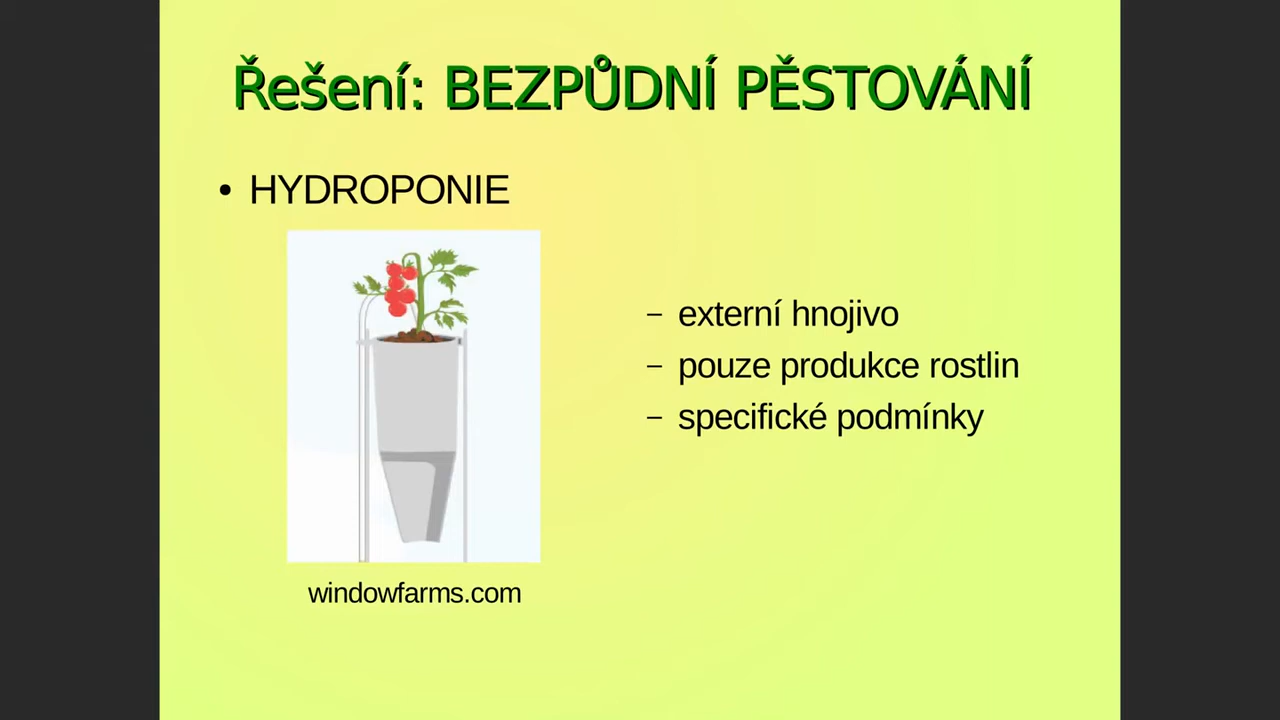 Řešení: BEZPŮDNÍ PĚSTOVÁNÍ
• HYDROPONIE
– externí hnojivo
– pouze produkce rostlin
– specifické podmínky
windowfarms.com